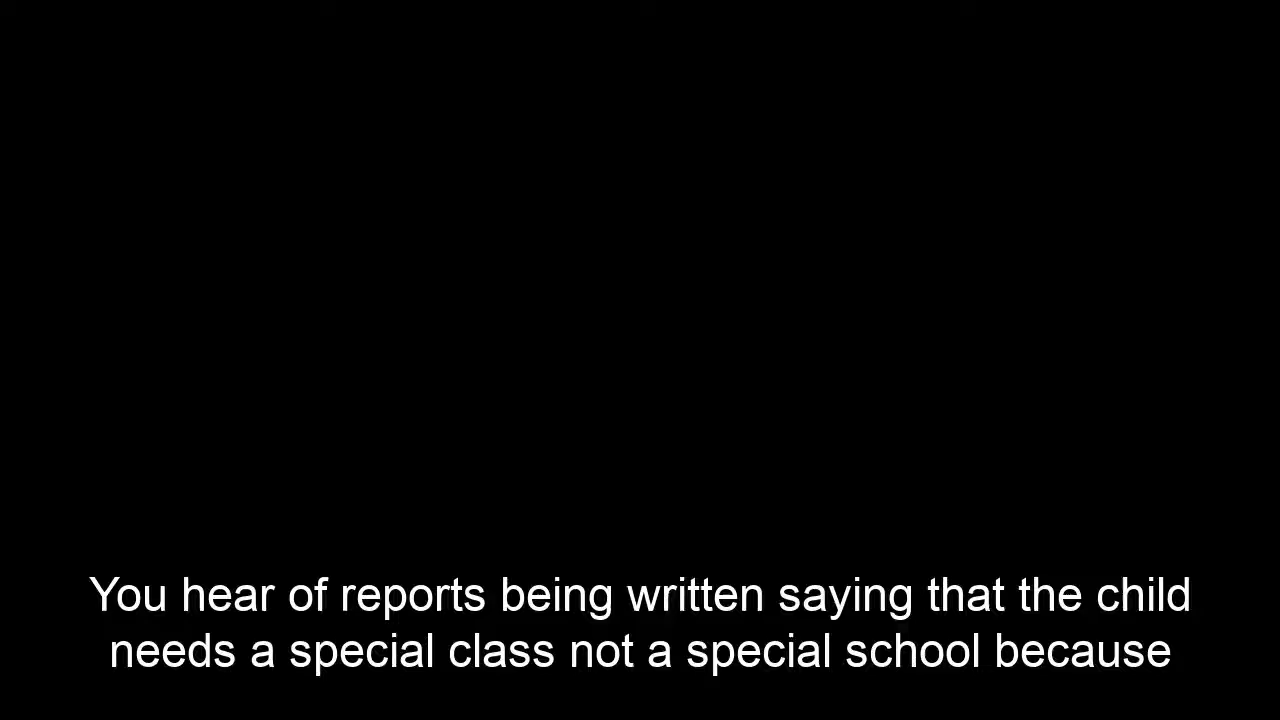 You hear of reports being written saying that the child
needs a special class not a special school because